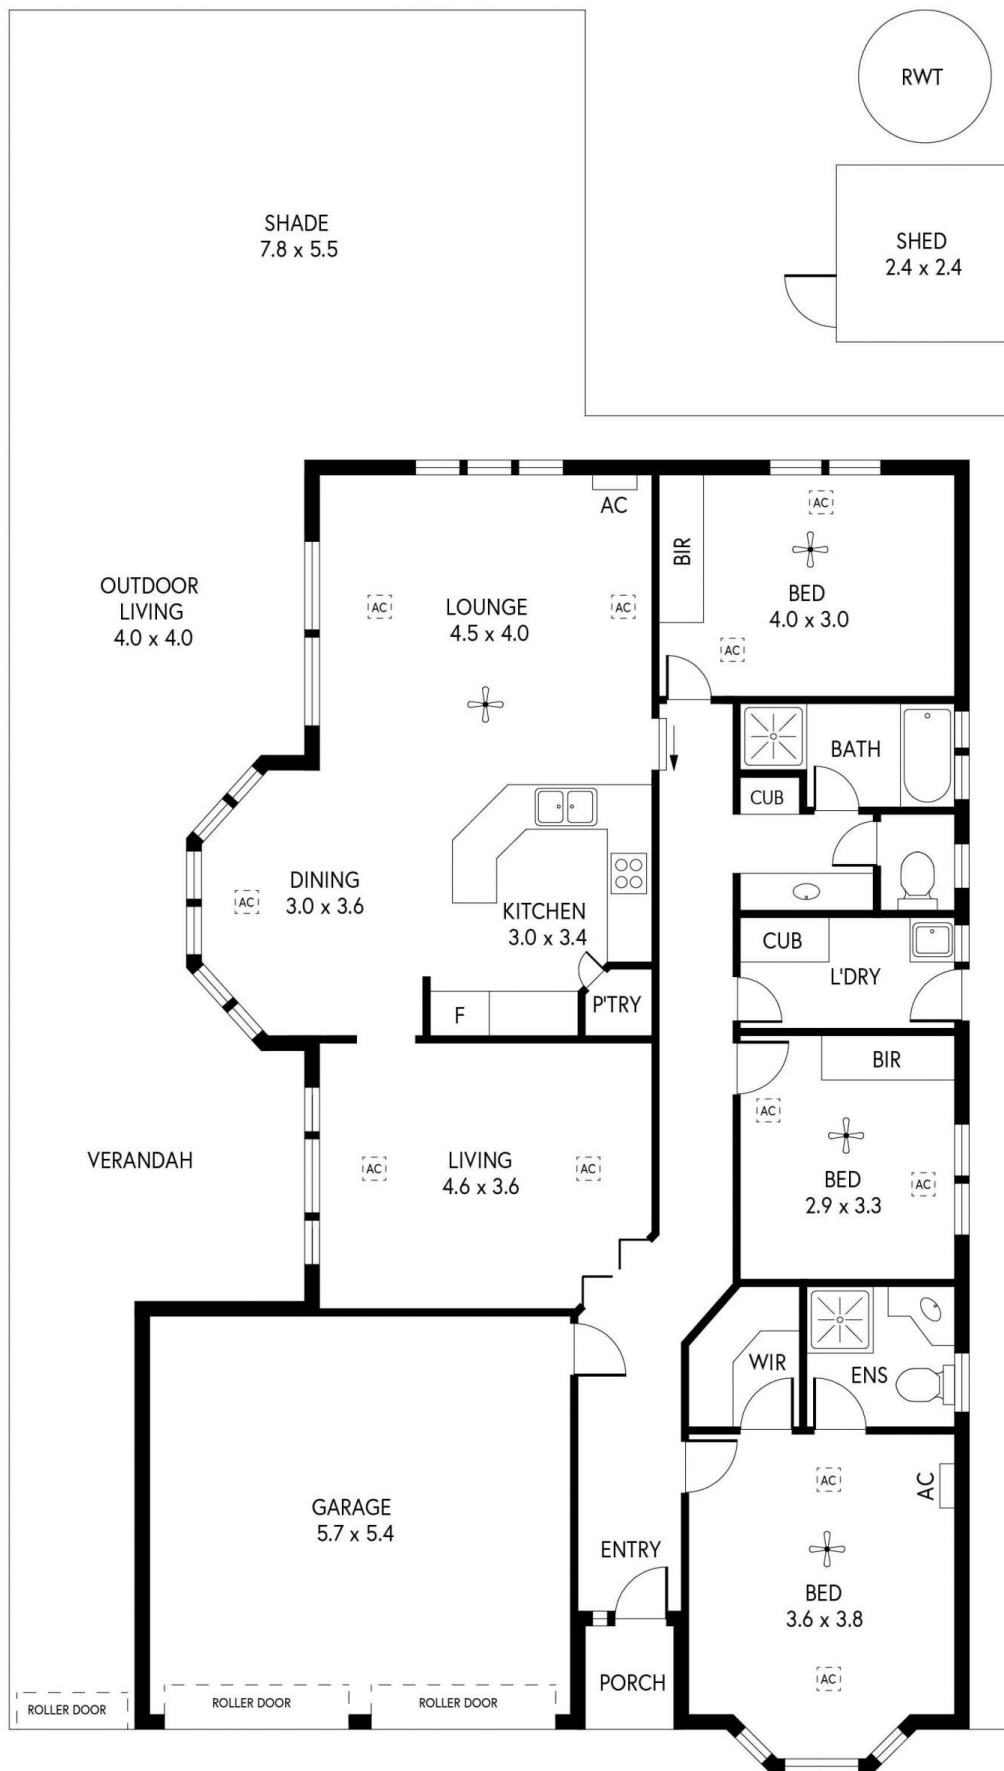 RWT
SHADE
7.8 x 5.5
SHED
2.4 x 2.4
AC
AC
BIR
OUTDOOR
LIVING
4.0 x 4.0
AC
LOUNGE
4.5 x 4.0
AC
BED
4.0 x 3.0
AC
BATH
CUB
DINING
3.0 x 3.6
AC
KITCHEN
3.0 x 3.4
CUB
L'DRY
F
P'TRY
BIR
AC
VERANDAH
AC
LIVING
4.6 x 3.6
AC
BED
2.9 x 3.3
AC
WIR
ENS
AC
AC
GARAGE
5.7 x 5.4
ENTRY
BED
3.6 x 3.8
AC
PORCH
ROLLER DOOR
ROLLER DOOR
ROLLER DOOR